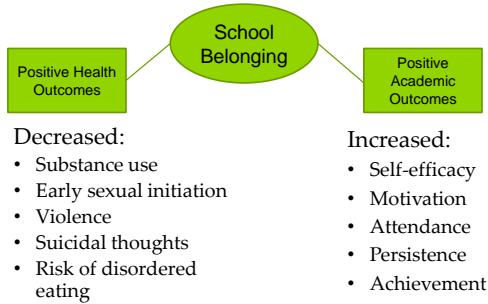 School
Belonging
Positive Health
Outcomes
Positive
Academic
Outcomes
Decreased:
• Substance use
• Early sexual initiation
• Violence
• Suicidal thoughts
• Risk of disordered
eating
Increased:
• Self-efficacy
• Motivation
• Attendance
• Persistence
• Achievement